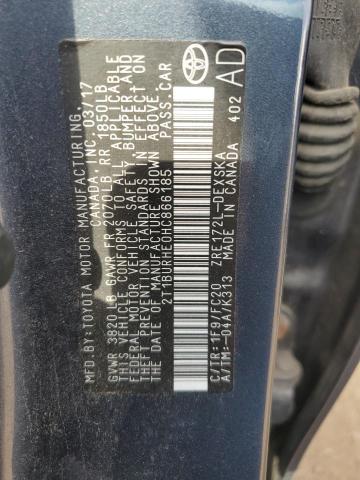 MFD.BY:TOYOTA MOTOR MANUFACTURING.
CANADA, INC. 03/17
GVWR 3820LB GAWR FR 2070LB RR 1850LB
THIS VEHICLE CONFORMS TO ALL APPLICABLE
FEDERAL MOTOR VEHICLE SAFETY BUMPER, AND
THEFT PREVENTION STANDARDS IN EFFECT ON
THE DATE OF MANUFACTURE SHOWN ABOVE.
2T1BURHE0HC866185 PASS. CAR
C/TR:1F9/FC20 ZRE172L-DEXSKA
A/TM:-04A/K313 MADE IN CANADA
AD
402